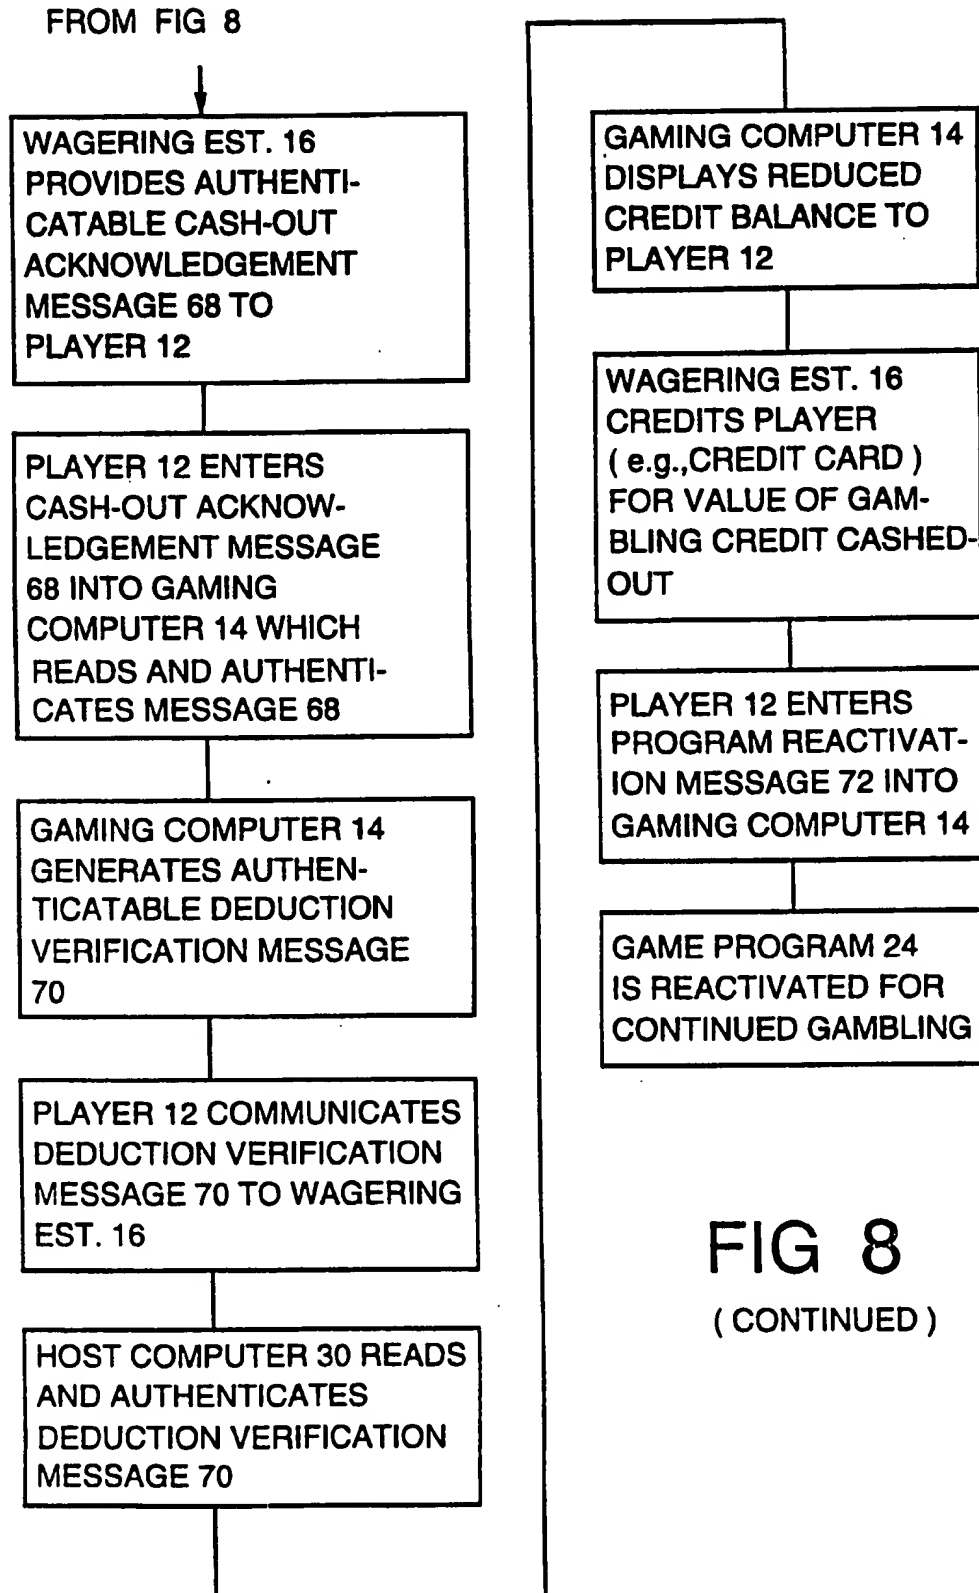 FROM FIG 8
WAGERING EST. 16
PROVIDES AUTHENTI-
CATABLE CASH-OUT
ACKNOWLEDGEMENT
MESSAGE 68 TO
PLAYER 12
PLAYER 12 ENTERS
CASH-OUT ACKNOW-
LEDGEMENT MESSAGE
68 INTO GAMING
COMPUTER 14 WHICH
READS AND AUTHENTI-
CATES MESSAGE 68
GAMING COMPUTER 14
GENERATES AUTHEN-
TICATABLE DEDUCTION
VERIFICATION MESSAGE
70
PLAYER 12 COMMUNICATES
DEDUCTION VERIFICATION
MESSAGE 70 TO WAGERING
EST. 16
HOST COMPUTER 30 READS
AND AUTHENTICATES
DEDUCTION VERIFICATION
MESSAGE 70
GAMING COMPUTER 14
DISPLAYS REDUCED
CREDIT BALANCE TO
PLAYER 12
WAGERING EST. 16
CREDITS PLAYER
( e.g.,CREDIT CARD )
FOR VALUE OF GAM-
BLING CREDIT CASHED-
OUT
PLAYER 12 ENTERS
PROGRAM REACTIVAT-
ION MESSAGE 72 INTO
GAMING COMPUTER 14
GAME PROGRAM 24
IS REACTIVATED FOR
CONTINUED GAMBLING
FIG 8
( CONTINUED )